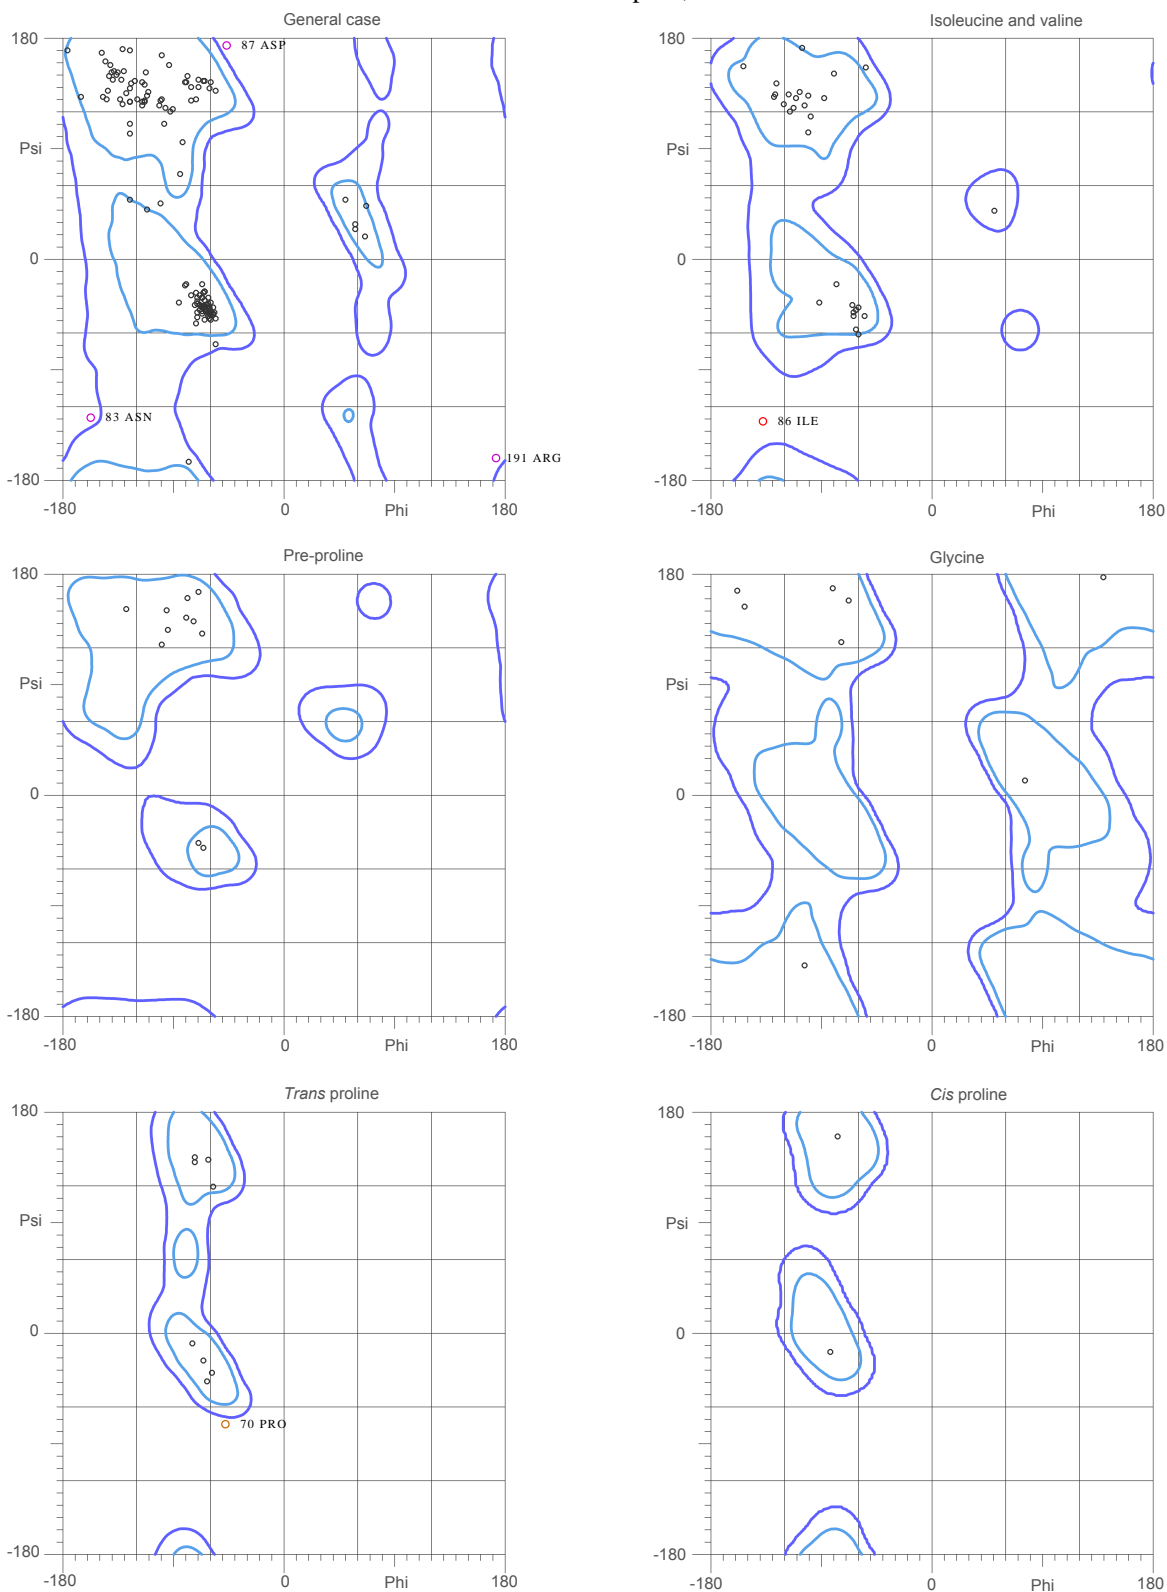 General case
Isoleucine and valine
180
87 ASP
180
Psi
Psi
0
0
83 ASN
86 ILE
191 ARG
-180
-180
-180
0
Phi
180
-180
0
Phi
180
Pre-proline
Glycine
180
180
Psi
Psi
0
0
-180
-180
-180
0
Phi
180
-180
0
Phi
180
Trans proline
Cis proline
180
180
Psi
Psi
0
0
70 PRO
-180
-180
-180
0
Phi
180
-180
0
Phi
180